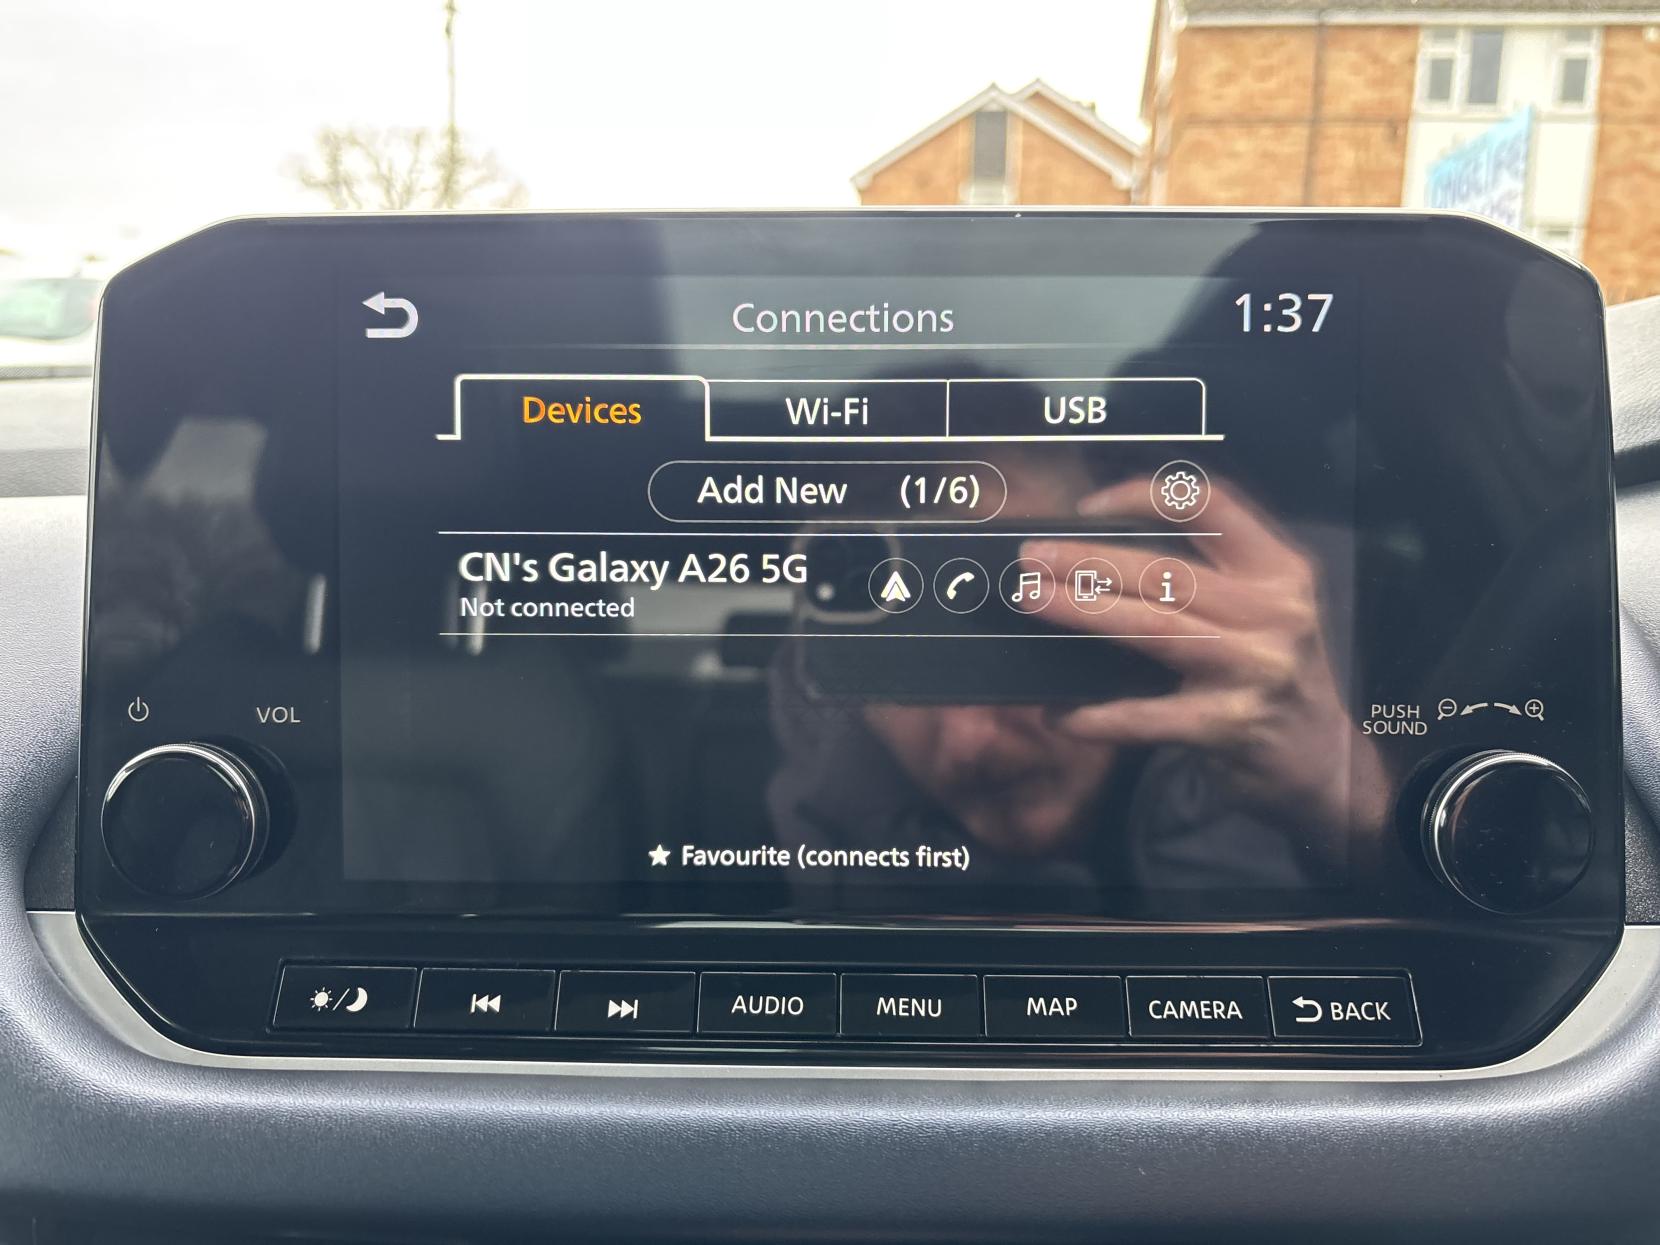 Connections
1:37
Devices
Wi-Fi
USB
Add New (1/6)
CN's Galaxy A26 5G
Not connected
VOL
PUSH
SOUND
★ Favourite (connects first)
AUDIO
MENU
MAP
CAMERA
BACK